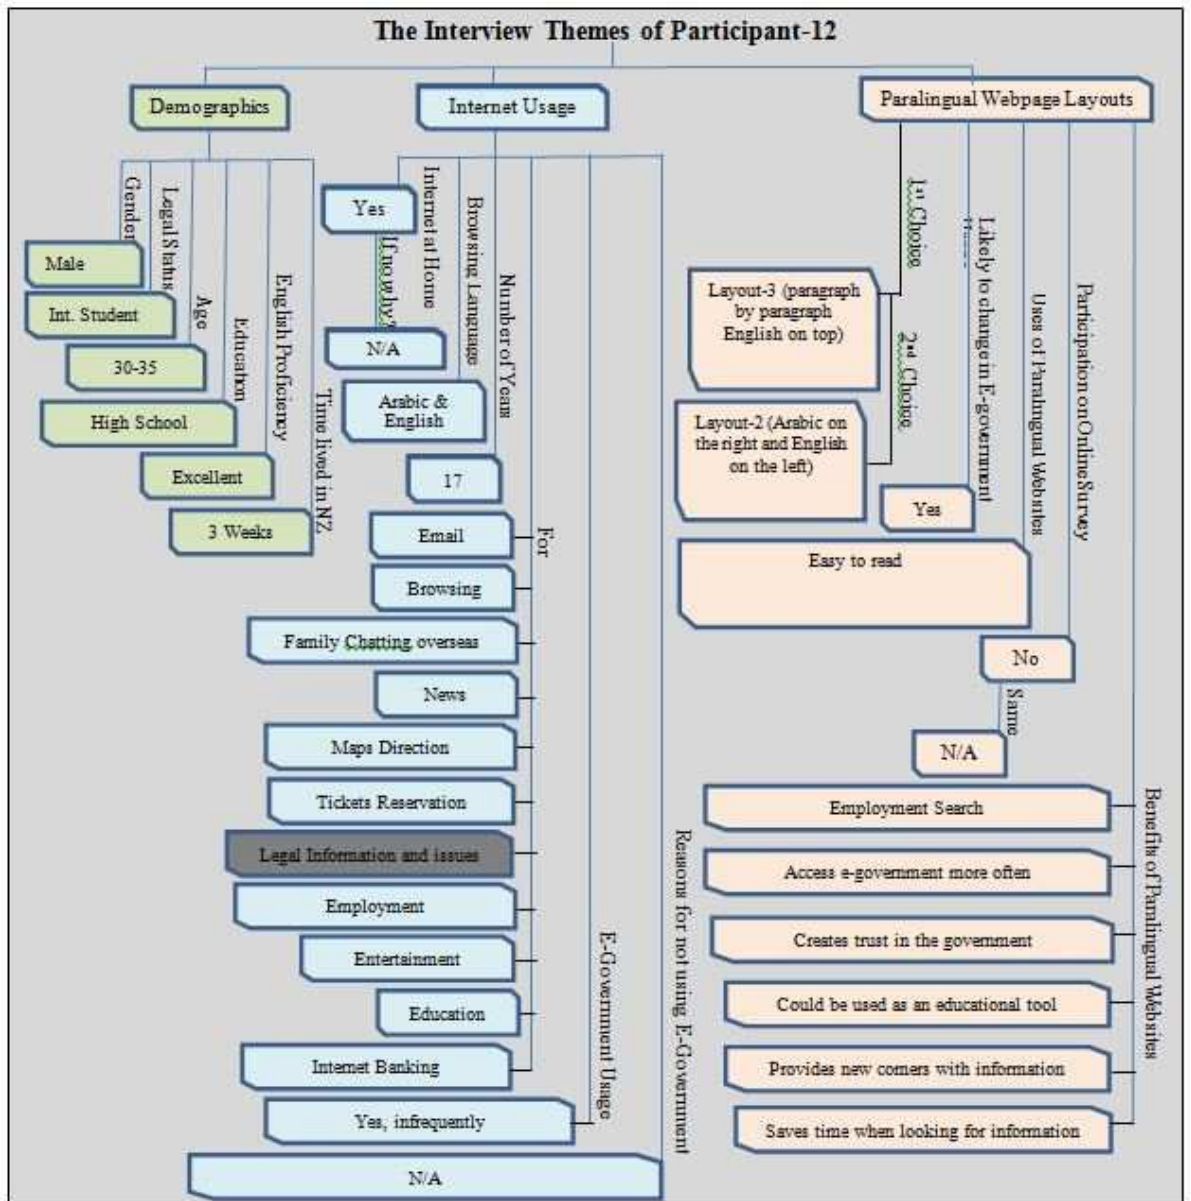 The Interview Themes of Participant-12
Demographics
Gender
Male
Legal Status
Int. Student
Age
30-35
Education
High School
English Proficiency
Excellent
Time lived in NZ
3 Weeks
Internet Usage
Internet at Home
Yes
If no why?
N/A
Browsing Language
Arabic &
English
Number of Years
17
For
Email
Browsing
Family Chatting overseas
News
Maps Direction
Tickets Reservation
Legal Information and issues
Employment
Entertainment
Education
Internet Banking
E-Government Usage
Yes, infrequently
Reasons for not using E-Government
N/A
Paralingual Webpage Layouts
1st Choice
Layout-3 (paragraph
by paragraph
English on top)
2nd Choice
Layout-2 (Arabic on
the right and English
on the left)
Likely to change in E-government
Yes
Uses of Paralingual Websites
Easy to read
Participation on Online Survey
No
Same
N/A
Benefits of Paralingual Websites
Employment Search
Access e-government more often
Creates trust in the government
Could be used as an educational tool
Provides new comers with information
Saves time when looking for information